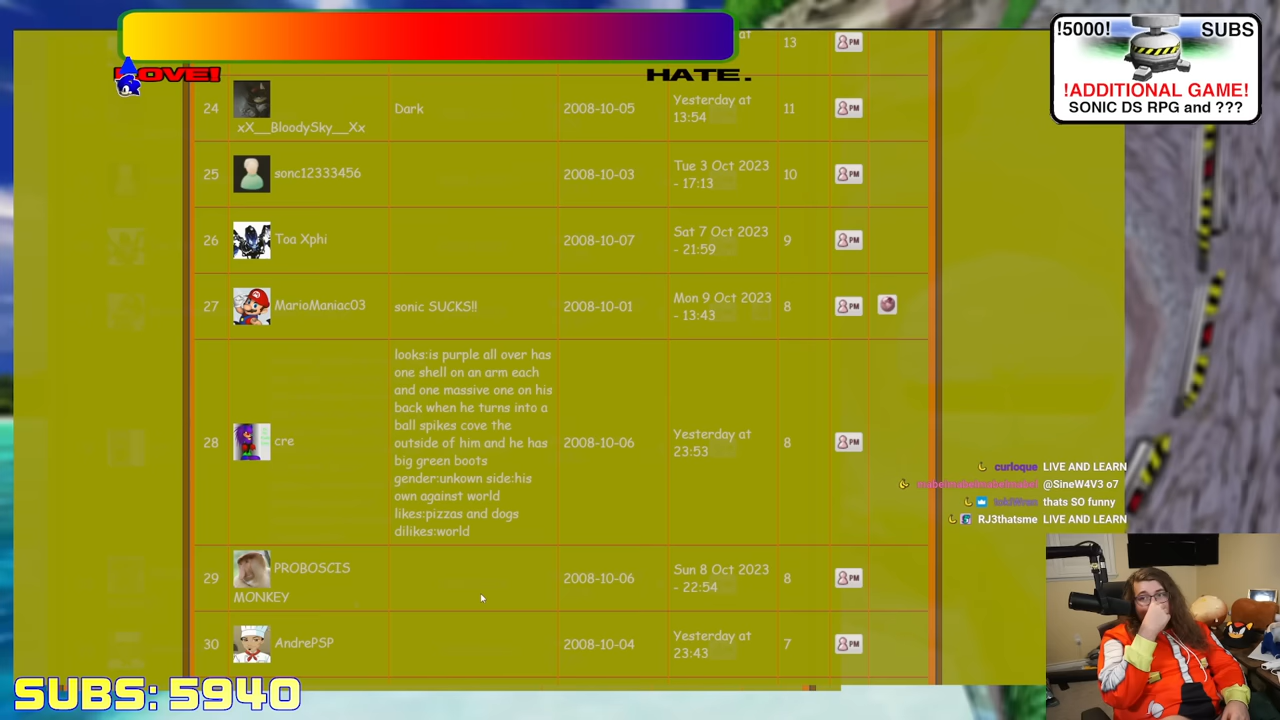 !5000! SUBS
!ADDITIONAL GAME!
SONIC DS RPG and ???
LOVE!
HATE.
at
13
PM
24
xX__BloodySky__Xx
Dark
2008-10-05
Yesterday at
13:54
11
PM
25
sonc12333456
2008-10-03
Tue 3 Oct 2023
- 17:13
10
PM
26
Toa Xphi
2008-10-07
Sat 7 Oct 2023
- 21:59
9
PM
27
MarioManiac03
sonic SUCKS!!
2008-10-01
Mon 9 Oct 2023
- 13:43
8
PM
28
cre
looks:is purple all over has
one shell on an arm each
and one massive one on his
back when he turns into a
ball spikes cove the
outside of him and he has
big green boots
gender:unkown side:his
own against world
likes:pizzas and dogs
dilikes:world
2008-10-06
Yesterday at
23:53
8
PM
29
PROBOSCIS
MONKEY
2008-10-06
Sun 8 Oct 2023
- 22:54
8
PM
30
AndrePSP
2008-10-04
Yesterday at
23:43
7
PM
curloque LIVE AND LEARN
@SineW4V3 o7
thats SO funny
RJ3thatsme LIVE AND LEARN
SUBS: 5940